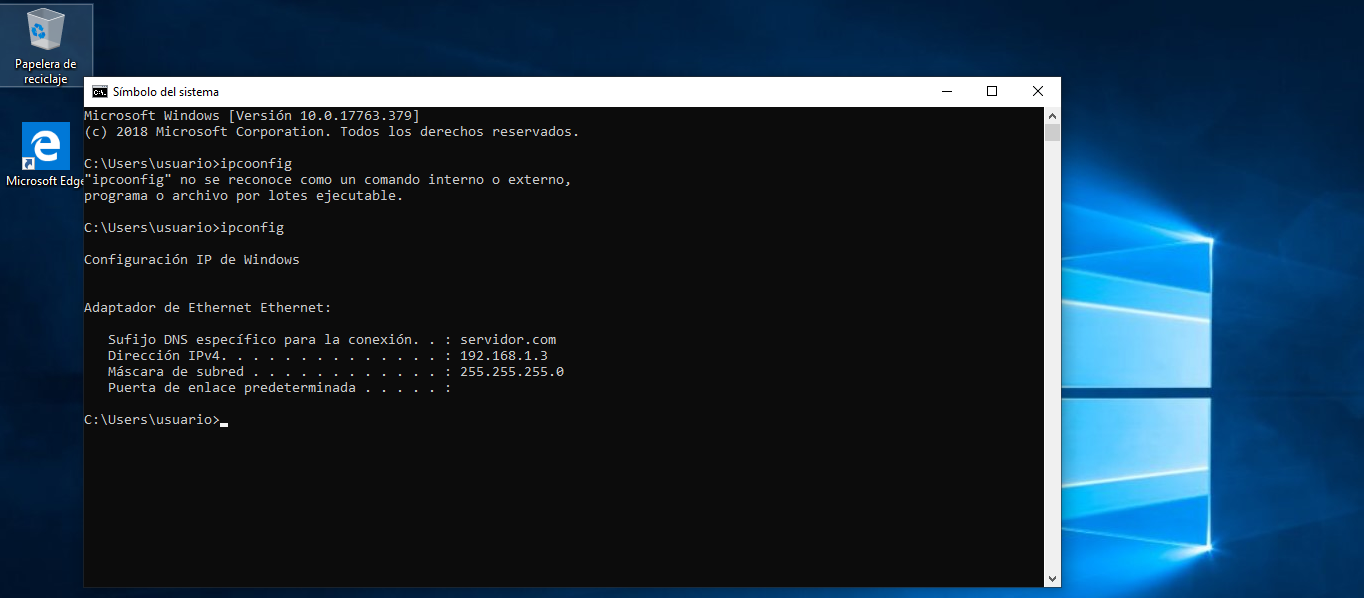 Papelera de
reciclaje
Microsoft Edge
Símbolo del sistema
Microsoft Windows [Versión 10.0.17763.379]
(c) 2018 Microsoft Corporation. Todos los derechos reservados.
C:\Users\usuario>ipcoonfig
"ipcoonfig" no se reconoce como un comando interno o externo,
programa o archivo por lotes ejecutable.
C:\Users\usuario>ipconfig
Configuración IP de Windows
Adaptador de Ethernet Ethernet:
Sufijo DNS específico para la conexión. . : servidor.com
Dirección IPv4. . . . . . . . . . . . . . : 192.168.1.3
Máscara de subred . . . . . . . . . . . . : 255.255.255.0
Puerta de enlace predeterminada . . . . . :
C:\Users\usuario>